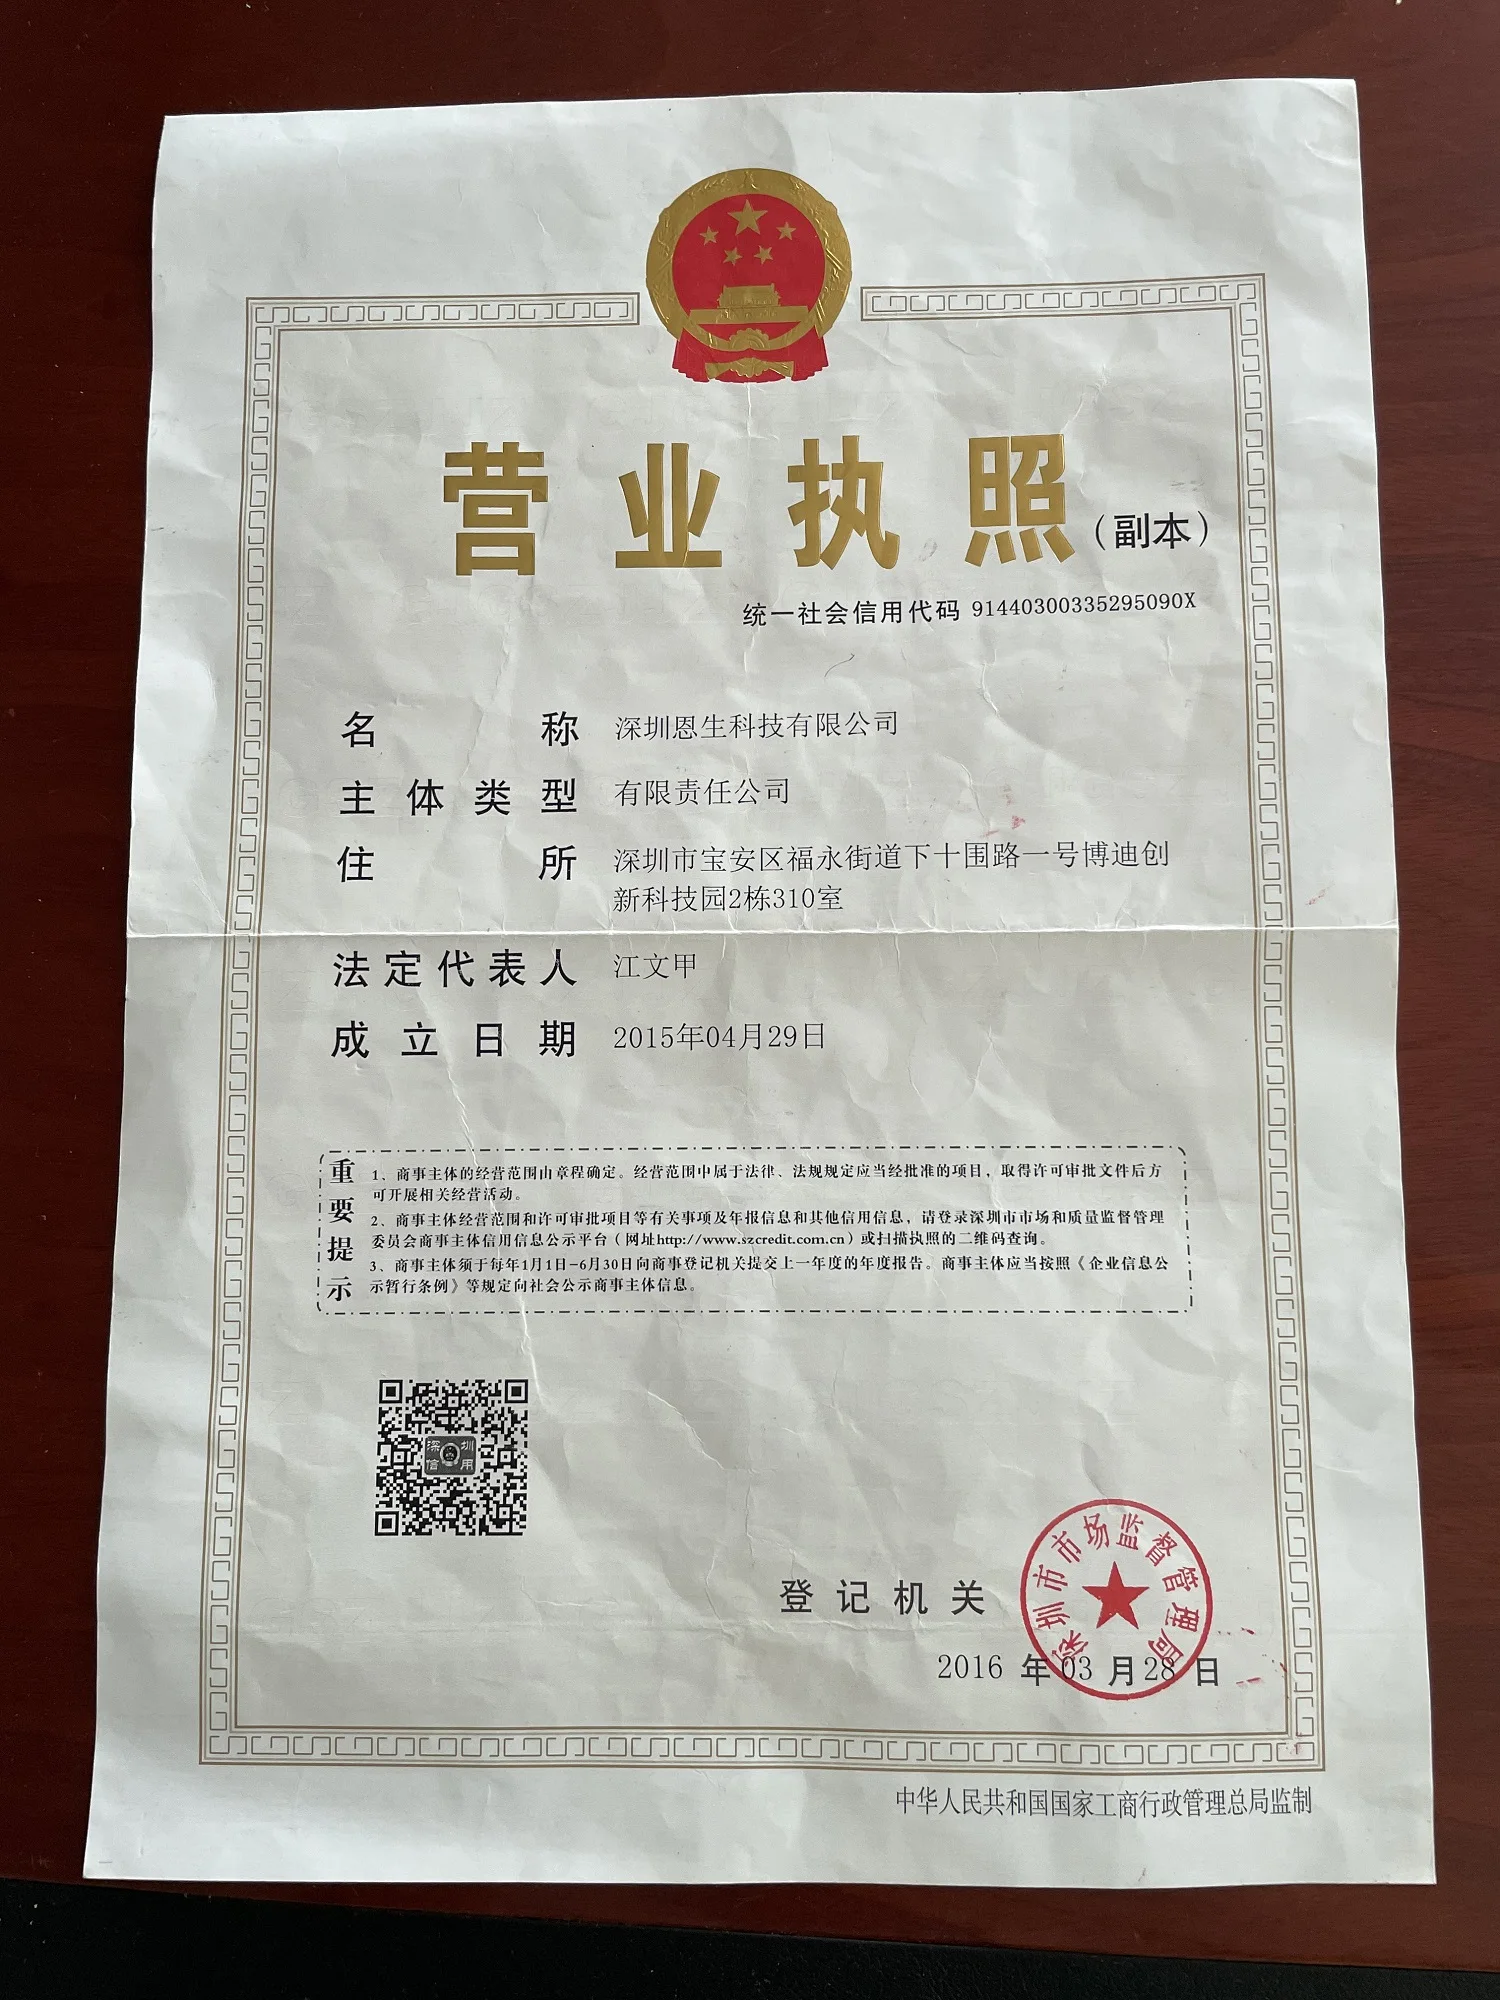 营业执照（副本）
统一社会信用代码 91440300335295090X
名称 深圳恩生科技有限公司
主体类型 有限责任公司
住所 深圳市宝安区福永街道下十围路一号博迪创
新科技园2栋310室
法定代表人 江文甲
成立日期 2015年04月29日
重要提示
1、商事主体的经营范围由章程确定。经营范围中属于法律、法规规定应当经批准的项目，取得许可审批文件后方
可开展相关经营活动。
2、商事主体经营范围和许可审批项目等有关事项及年报信息和其他信用信息，请登录深圳市市场和质量监督管理
委员会商事主体信用信息公示平台（网址http://www.szcredit.com.cn）或扫描执照的二维码查询。
3、商事主体须于每年1月1日-6月30日向商事登记机关提交上一年度的年度报告。商事主体应当按照《企业信息公
示暂行条例》等规定向社会公示商事主体信息。
深圳
信用
深圳市市场监督管理局
登记机关
2016 年 03 月 28 日
中华人民共和国国家工商行政管理总局监制